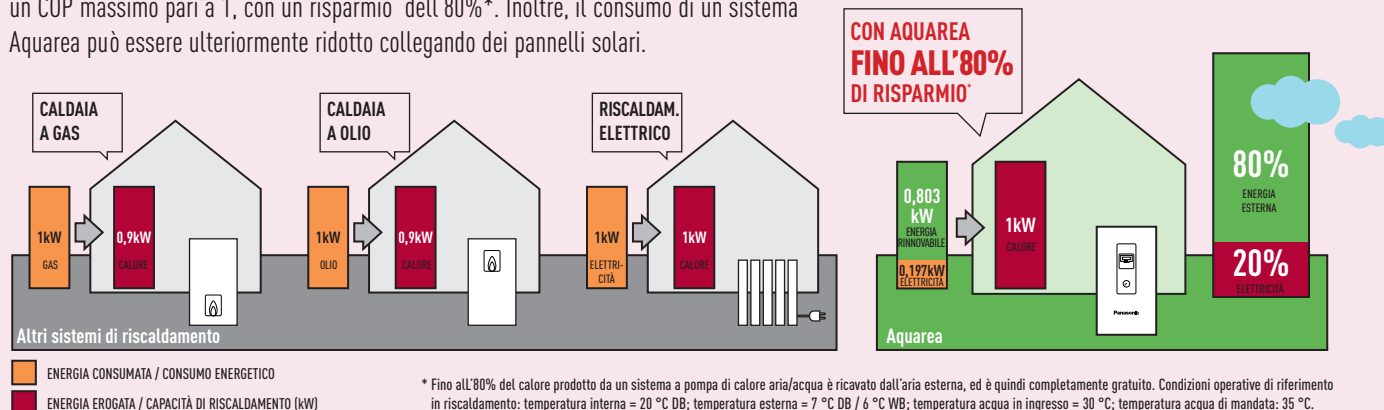 un COP massimo pari a 1, con un risparmio dell'80%*. Inoltre, il consumo di un sistema
Aquarea può essere ulteriormente ridotto collegando dei pannelli solari.
CALDAIA
A GAS
1kW
GAS
0,9kW
CALORE
CALDAIA
A OLIO
1kW
OLIO
0,9kW
CALORE
RISCALDAM.
ELETTRICO
1kW
ELETTRI-
CITÀ
1kW
CALORE
Altri sistemi di riscaldamento
CON AQUAREA
FINO ALL'80%
DI RISPARMIO*
0,803
kW
ENERGIA
RINNOVABILE
0,197kW
ELETTRICITÀ
1kW
CALORE
Panasonic
80%
ENERGIA
ESTERNA
20%
ELETTRICITÀ
Aquarea
ENERGIA CONSUMATA / CONSUMO ENERGETICO
ENERGIA EROGATA / CAPACITÀ DI RISCALDAMENTO (kW)
* Fino all'80% del calore prodotto da un sistema a pompa di calore aria/acqua è ricavato dall'aria esterna, ed è quindi completamente gratuito. Condizioni operative di riferimento
in riscaldamento: temperatura interna = 20 °C DB; temperatura esterna = 7 °C DB / 6 °C WB; temperatura acqua in ingresso = 30 °C; temperatura acqua di mandata: 35 °C.